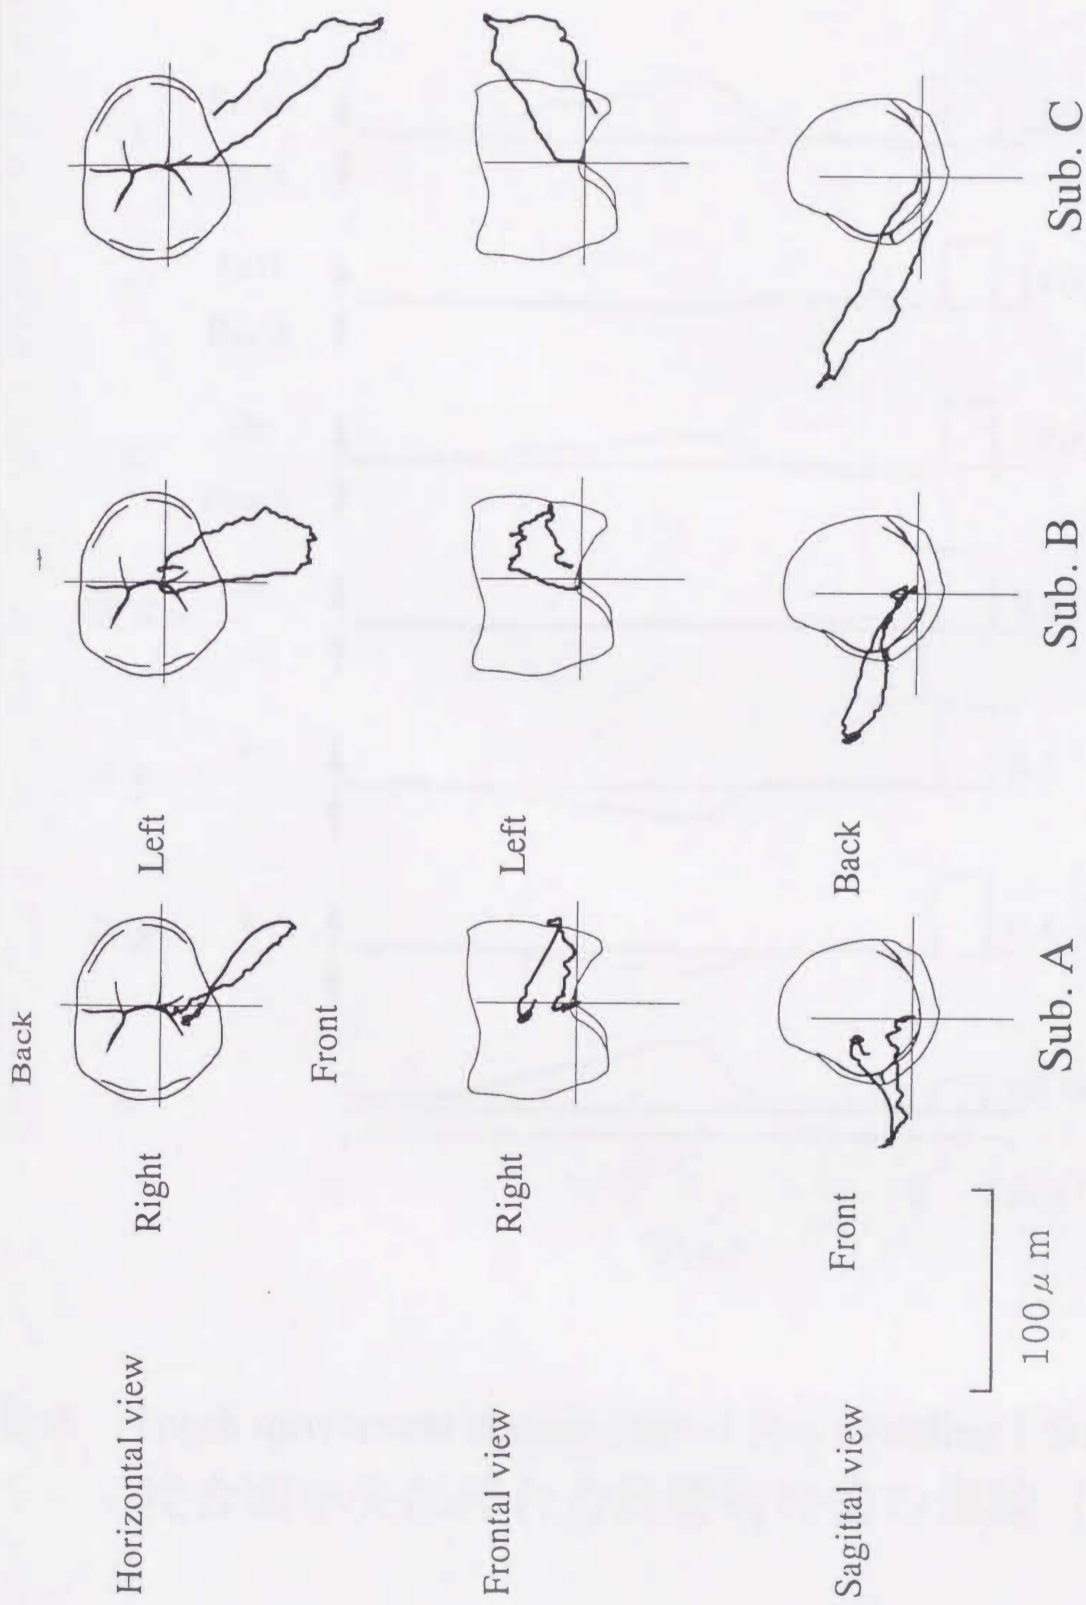 Back
Right
Left
Front
Horizontal view
Right
Left
Frontal view
Front
Back
Sagittal view
100 μ m
Sub. A
Sub. B
Sub. C